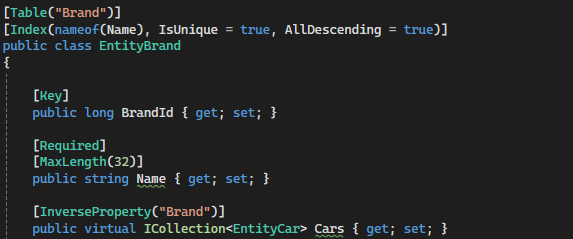 [Table("Brand")]
[Index(nameof(Name), IsUnique = true, AllDescending = true)]
public class EntityBrand
{
[Key]
public long BrandId { get; set; }
[Required]
[MaxLength(32)]
public string Name { get; set; }
[InverseProperty("Brand")]
public virtual ICollection<EntityCar> Cars { get; set; }